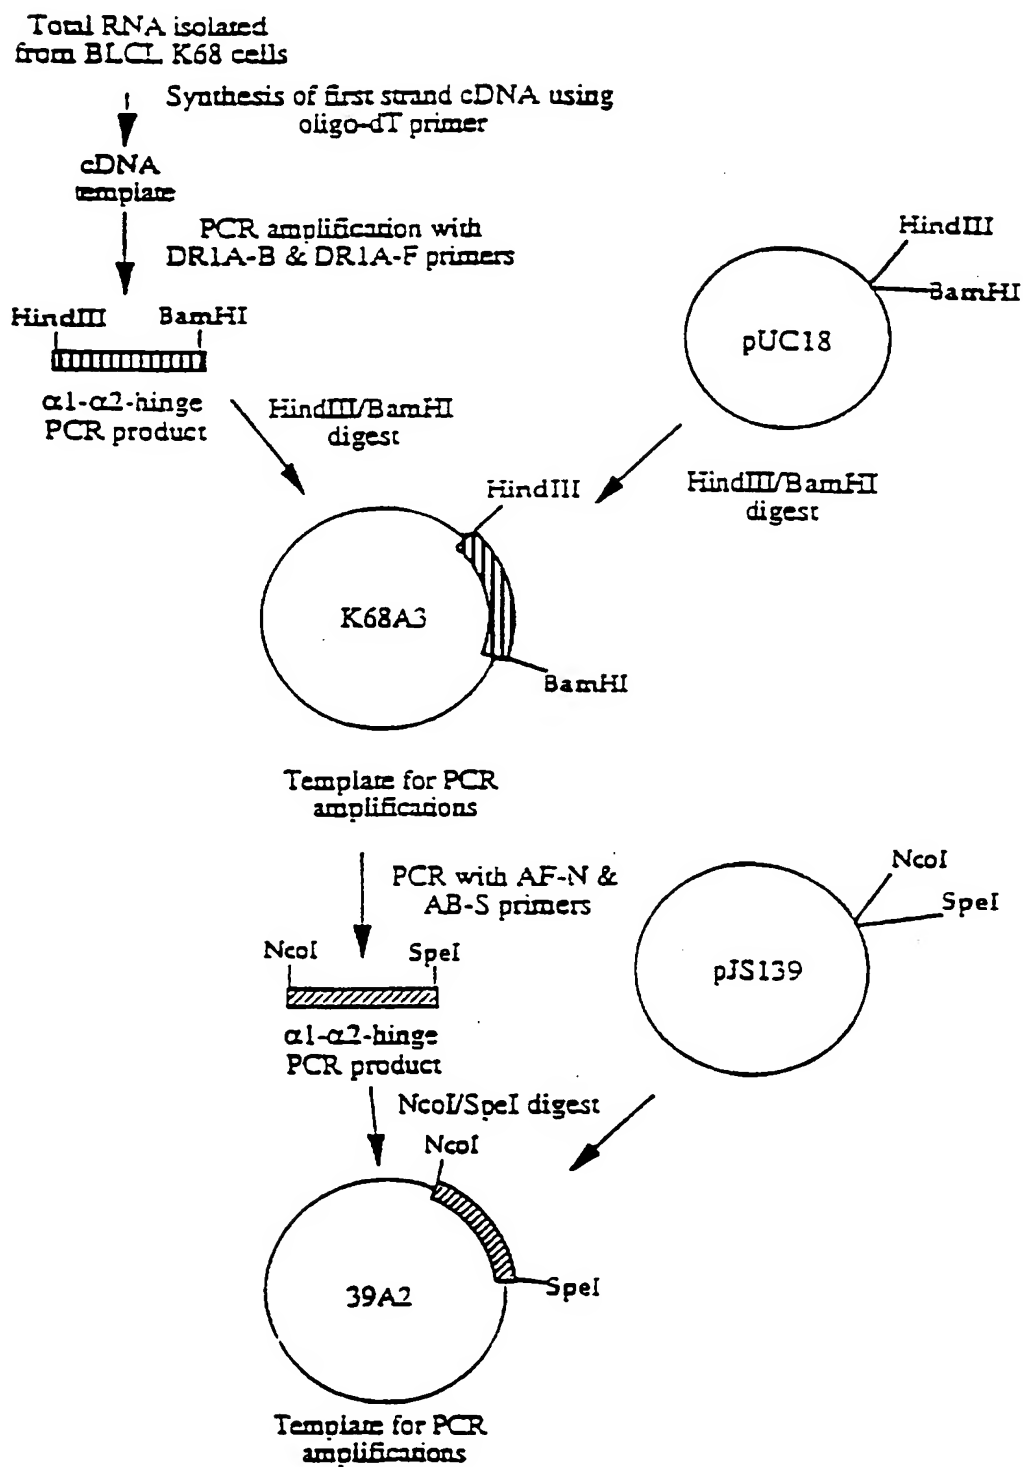 Total RNA isolated
from BLCL K68 cells
Synthesis of first strand cDNA using
oligo-dT primer
cDNA
template
PCR amplification with
DR1A-B & DR1A-F primers
HindIII
BamHI
α1-α2-hinge
PCR product
HindIII/BamHI
digest
HindIII
BamHI
pUC18
HindIII/BamHI
digest
HindIII
K68A3
BamHI
Template for PCR
amplifications
PCR with AF-N &
AB-S primers
NcoI
SpeI
α1-α2-hinge
PCR product
NcoI
SpeI
pJS139
NcoI/SpeI digest
NcoI
39A2
SpeI
Template for PCR
amplifications